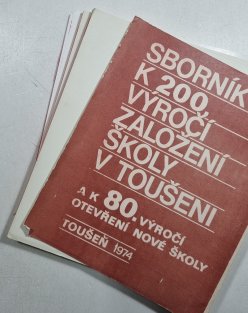 SBORNÍK
K 200.
VÝROČÍ
ZALOŽENÍ
ŠKOLY
V TOUŠENI
A K 80. VÝROČÍ
OTEVŘENÍ NOVÉ ŠKOLY
TOUŠEŇ 1974